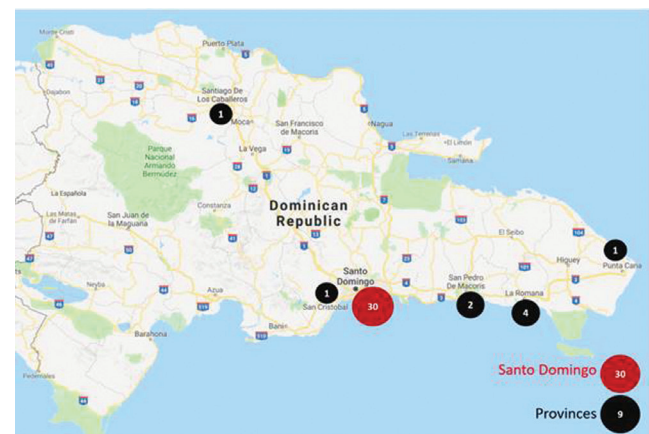 Monte Cristi
Puerto Plata
Dajabon
Santiago De
Los Caballeros
1
Moca
San Francisco
de Macoris
Nagua
Las Terrenas
El Limón
Samana
La Vega
Parque
Nacional
Armando
Bermúdez
La Española
Constanza
Dominican
Republic
Las Matas
de Farfán
San Juan de
la Maguana
El Seibo
1
Higuey
Punta Cana
Neyba
Azua
Santo
Domingo
1
San Cristobal
30
San Pedro
De Macoris
2
La Romana
4
Bani
Barahona
Pedernales
Santo Domingo 30
Provinces 9